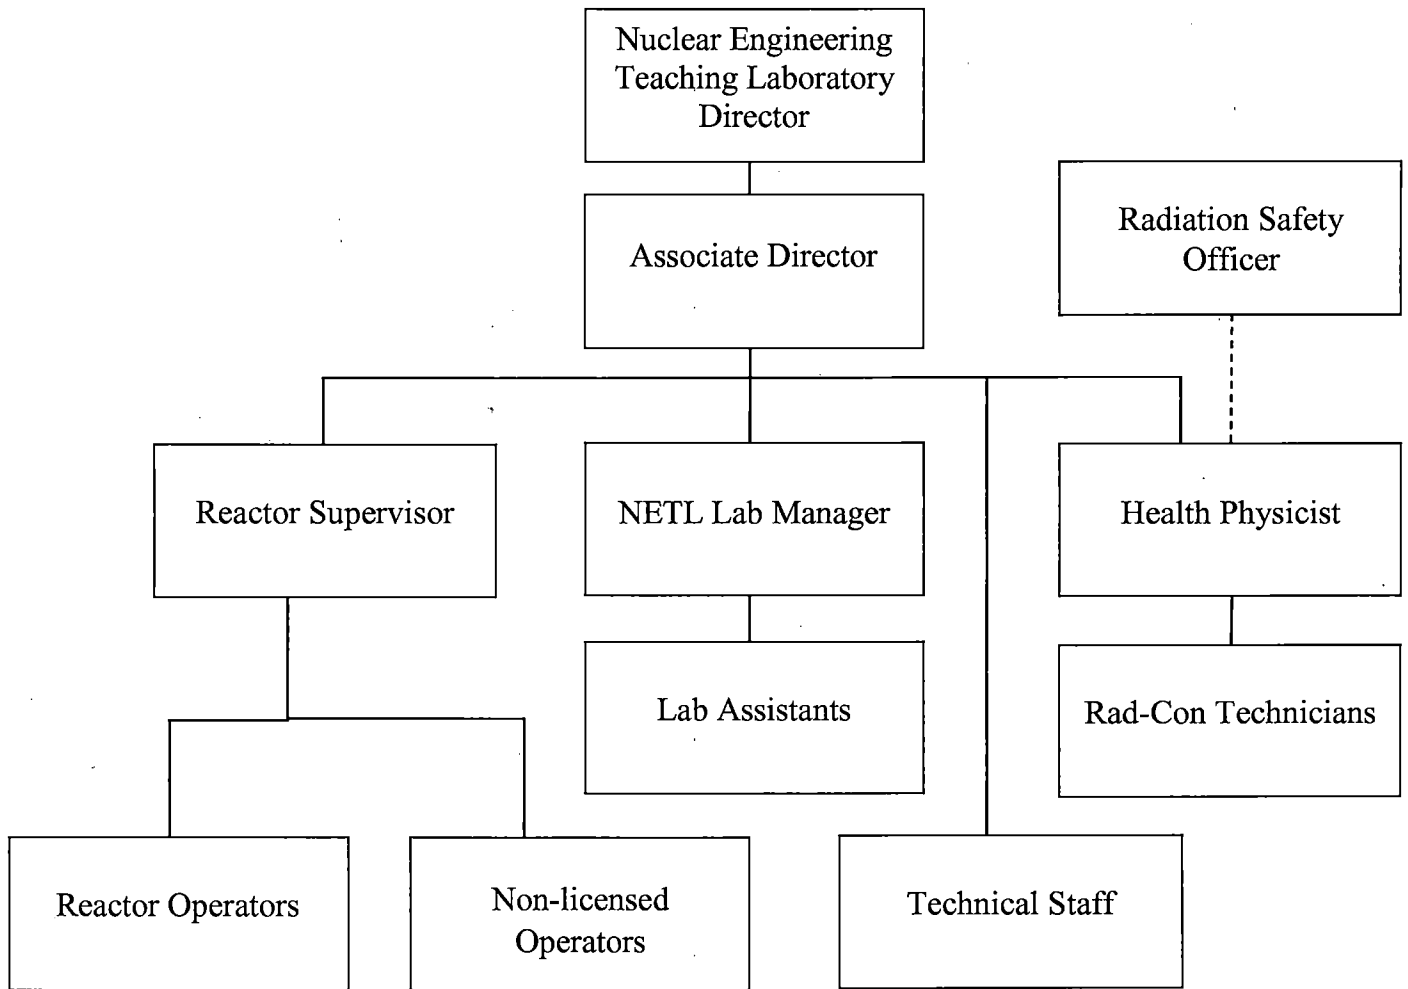 Nuclear Engineering
Teaching Laboratory
Director
Associate Director
Radiation Safety
Officer
Reactor Supervisor
NETL Lab Manager
Health Physicist
Lab Assistants
Rad-Con Technicians
Reactor Operators
Non-licensed
Operators
Technical Staff